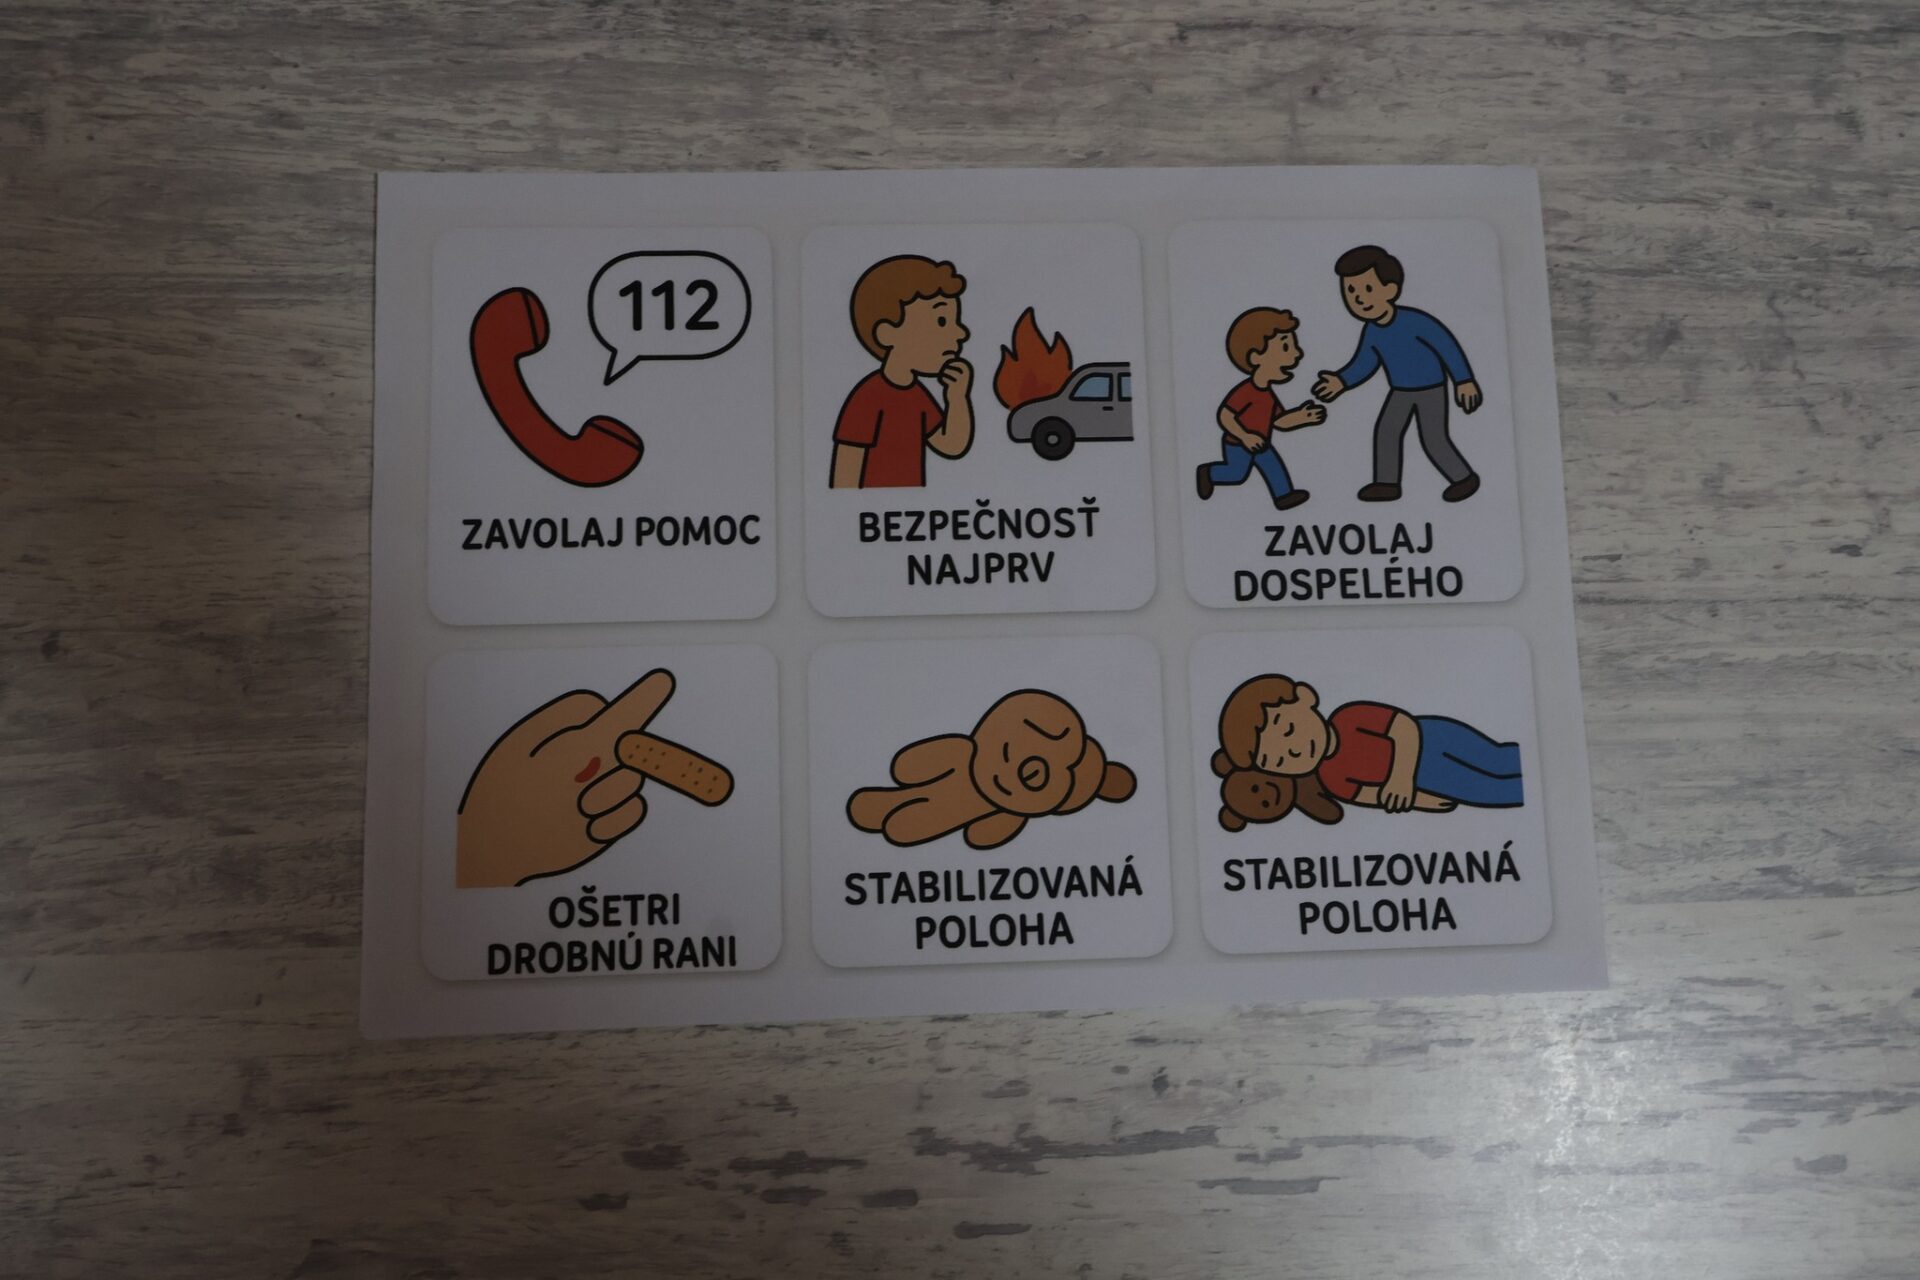 112
ZAVOLAJ POMOC
BEZPEČNOSŤ
NAJPRV
ZAVOLAJ
DOSPELÉHO
OŠETRI
DROBNÚ RANI
STABILIZOVANÁ
POLOHA
STABILIZOVANÁ
POLOHA